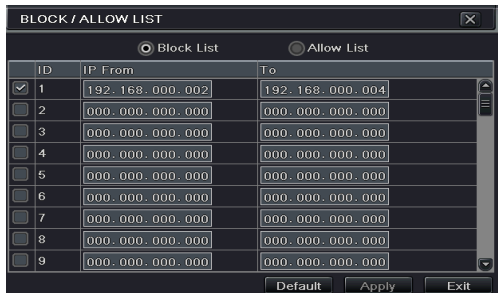 BLOCK / ALLOW LIST
Block List Allow List
ID IP From To
1 192. 168. 000. 002 192. 168. 000. 004
2 000. 000. 000. 000 000. 000. 000. 000
3 000. 000. 000. 000 000. 000. 000. 000
4 000. 000. 000. 000 000. 000. 000. 000
5 000. 000. 000. 000 000. 000. 000. 000
6 000. 000. 000. 000 000. 000. 000. 000
7 000. 000. 000. 000 000. 000. 000. 000
8 000. 000. 000. 000 000. 000. 000. 000
9 000. 000. 000. 000 000. 000. 000. 000
Default Apply Exit